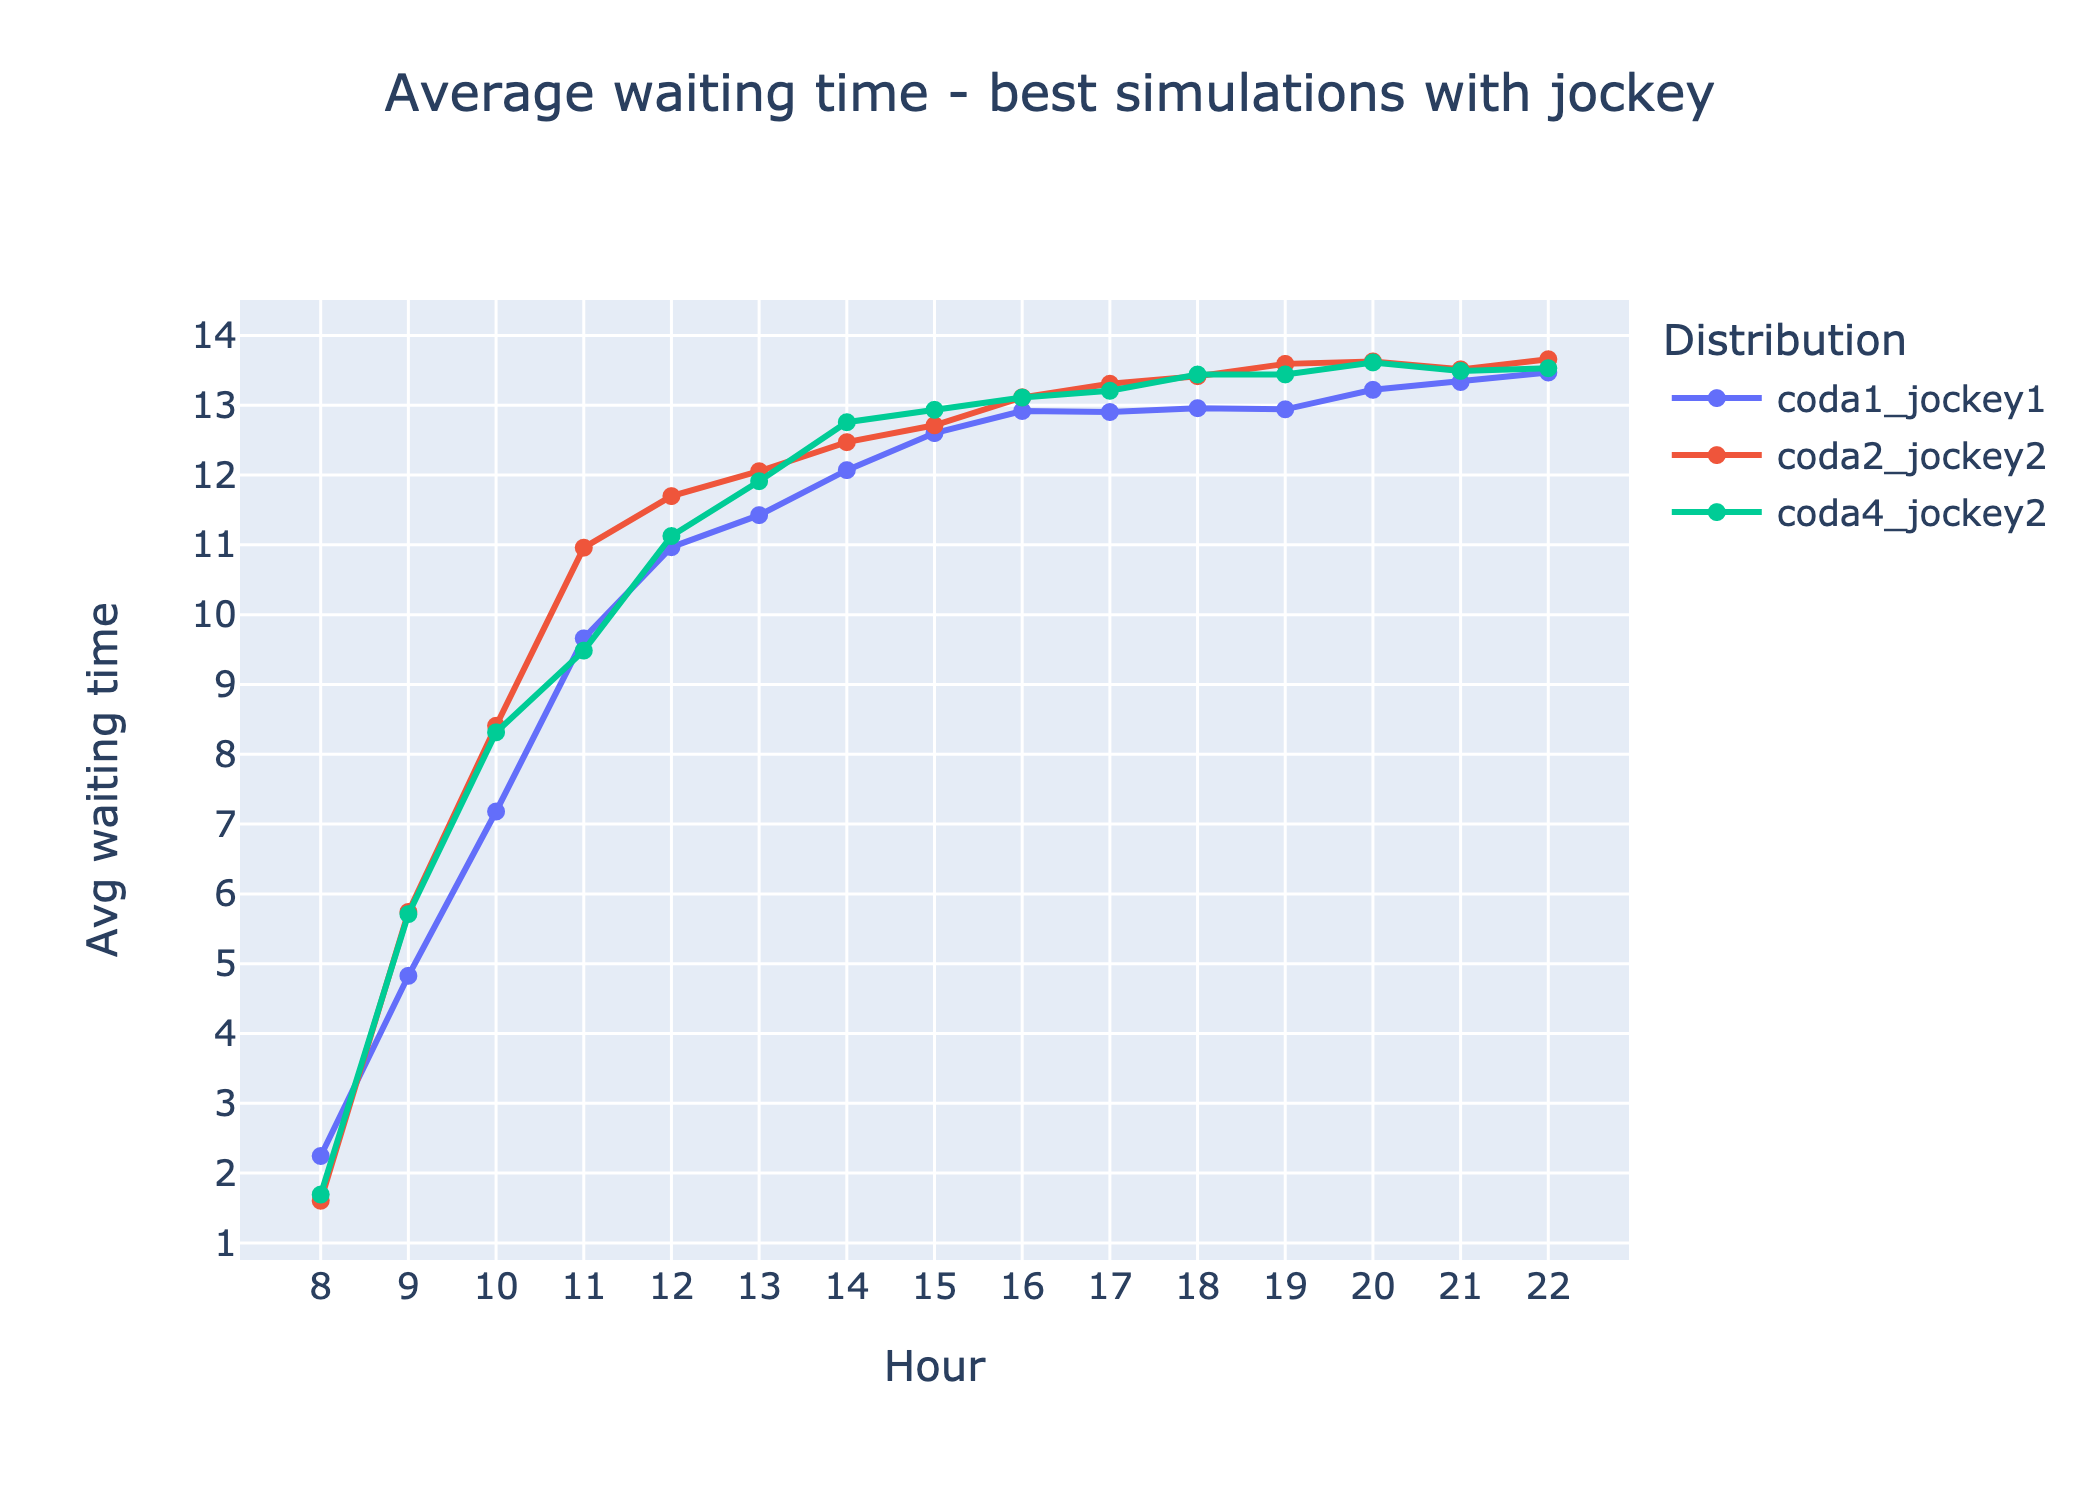 Average waiting time - best simulations with jockey
Distribution
coda1_jockey1
coda2_jockey2
coda4_jockey2
Avg waiting time
14
13
12
11
10
9
8
7
6
5
4
3
2
1
8 9 10 11 12 13 14 15 16 17 18 19 20 21 22
Hour